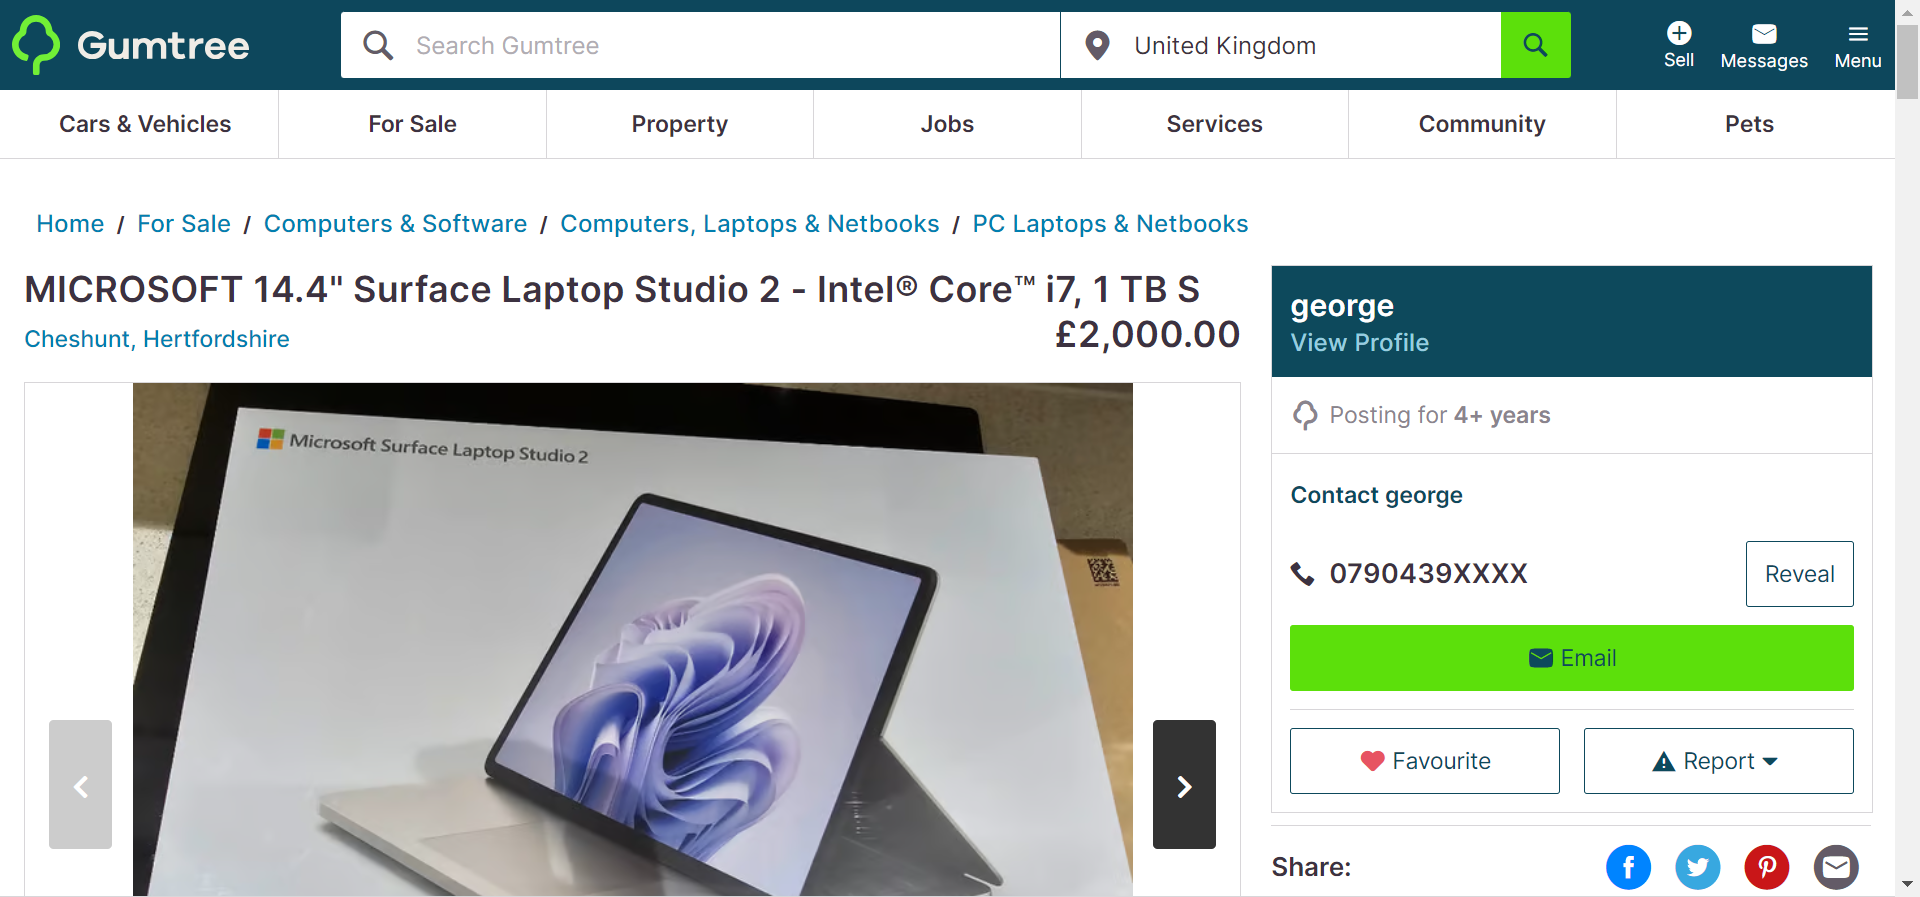 Gumtree
Search Gumtree
United Kingdom
Sell
Messages
Menu
Cars & Vehicles
For Sale
Property
Jobs
Services
Community
Pets
Home / For Sale / Computers & Software / Computers, Laptops & Netbooks / PC Laptops & Netbooks
MICROSOFT 14.4" Surface Laptop Studio 2 - Intel® Core™ i7, 1 TB S
Cheshunt, Hertfordshire
£2,000.00
Microsoft Surface Laptop Studio 2
george
View Profile
Posting for 4+ years
Contact george
0790439XXXX
Reveal
Email
Favourite
Report
Share: